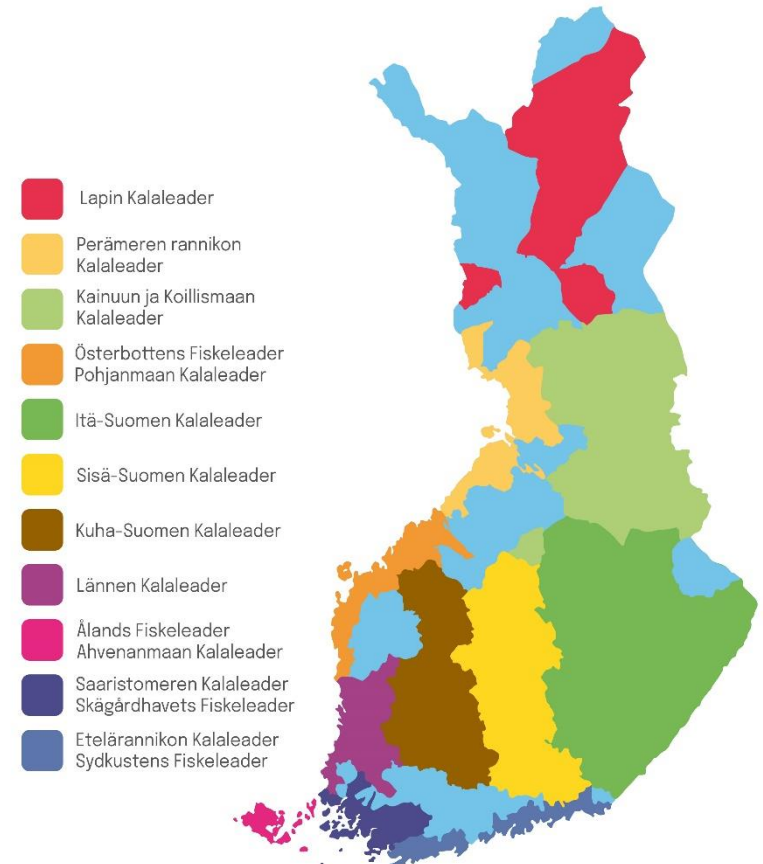 Lapin Kalaleader
Perämeren rannikon
Kalaleader
Kainuun ja Koillismaan
Kalaleader
Österbottens Fiskeleader
Pohjanmaan Kalaleader
Itä-Suomen Kalaleader
Sisä-Suomen Kalaleader
Kuha-Suomen Kalaleader
Lännen Kalaleader
Ålands Fiskeleader
Ahvenanmaan Kalaleader
Saaristomeren Kalaleader
Skägårdhavets Fiskeleader
Etelärannikon Kalaleader
Sydkustens Fiskeleader